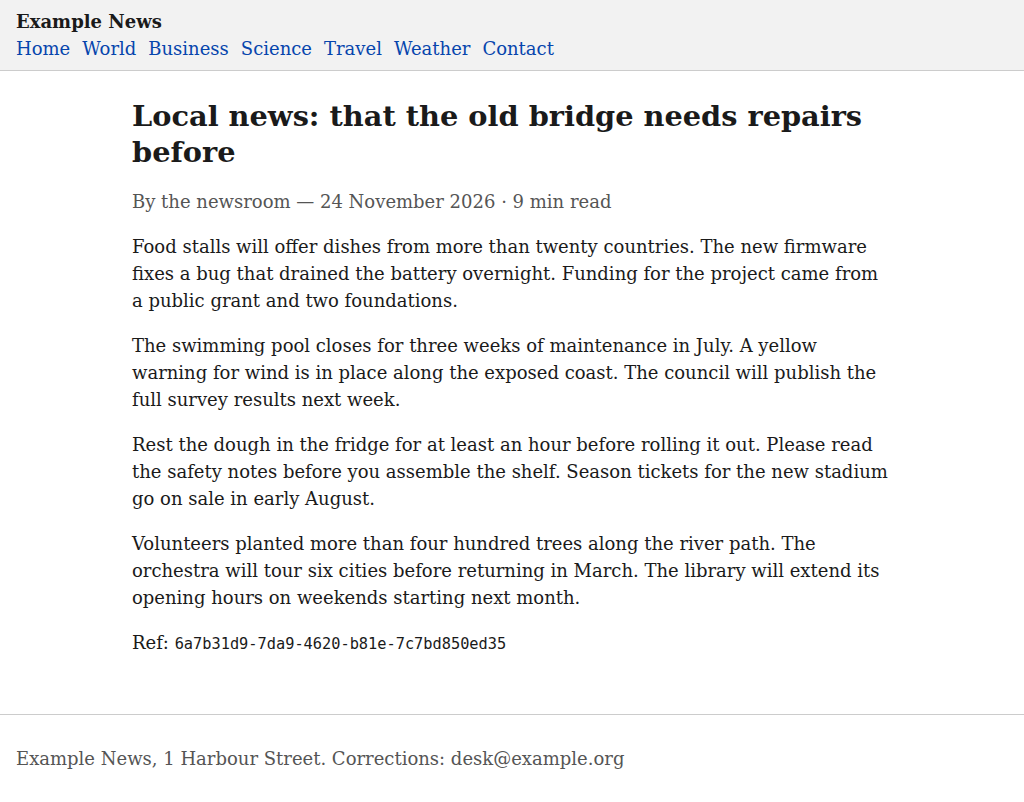 Example News
Home World Business Science Travel Weather Contact
Local news: that the old bridge needs repairs
before
By the newsroom — 24 November 2026 · 9 min read
Food stalls will offer dishes from more than twenty countries. The new firmware
fixes a bug that drained the battery overnight. Funding for the project came from
a public grant and two foundations.
The swimming pool closes for three weeks of maintenance in July. A yellow
warning for wind is in place along the exposed coast. The council will publish the
full survey results next week.
Rest the dough in the fridge for at least an hour before rolling it out. Please read
the safety notes before you assemble the shelf. Season tickets for the new stadium
go on sale in early August.
Volunteers planted more than four hundred trees along the river path. The
orchestra will tour six cities before returning in March. The library will extend its
opening hours on weekends starting next month.
Ref: 6a7b31d9-7da9-4620-b81e-7c7bd850ed35
Example News, 1 Harbour Street. Corrections: desk@example.org